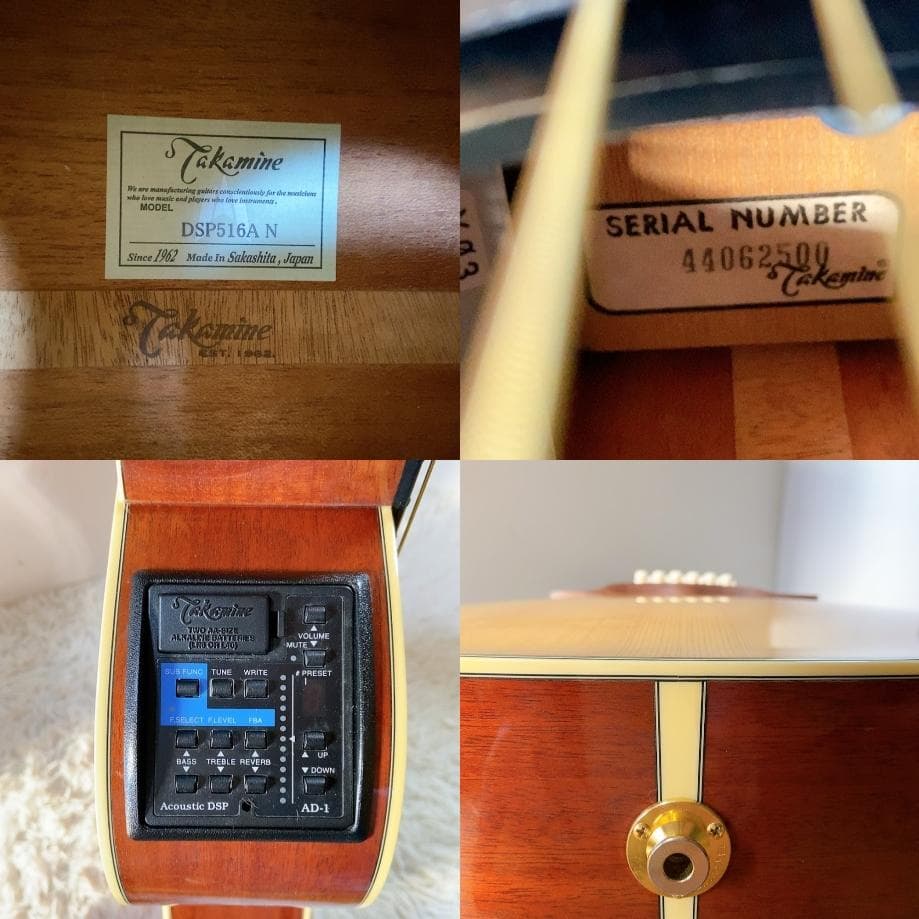 Takamine
We are manufacturing guitars conscientiously for the musicians
who love music and players who love instruments.
MODEL
DSP516A N
Since 1962 Made In Sakashita, Japan
Takamine
EST. 1962.
SERIAL NUMBER
44062500
Takamine
Takamine
TWO AA-SIZE
ALKALINE BATTERIES
(LR6 OR L40)
VOLUME
MUTE
# PRESET
SUB FUNC TUNE WRITE
F.SELECT F.LEVEL FBA
BASS TREBLE REVERB
UP
DOWN
Acoustic DSP AD-1